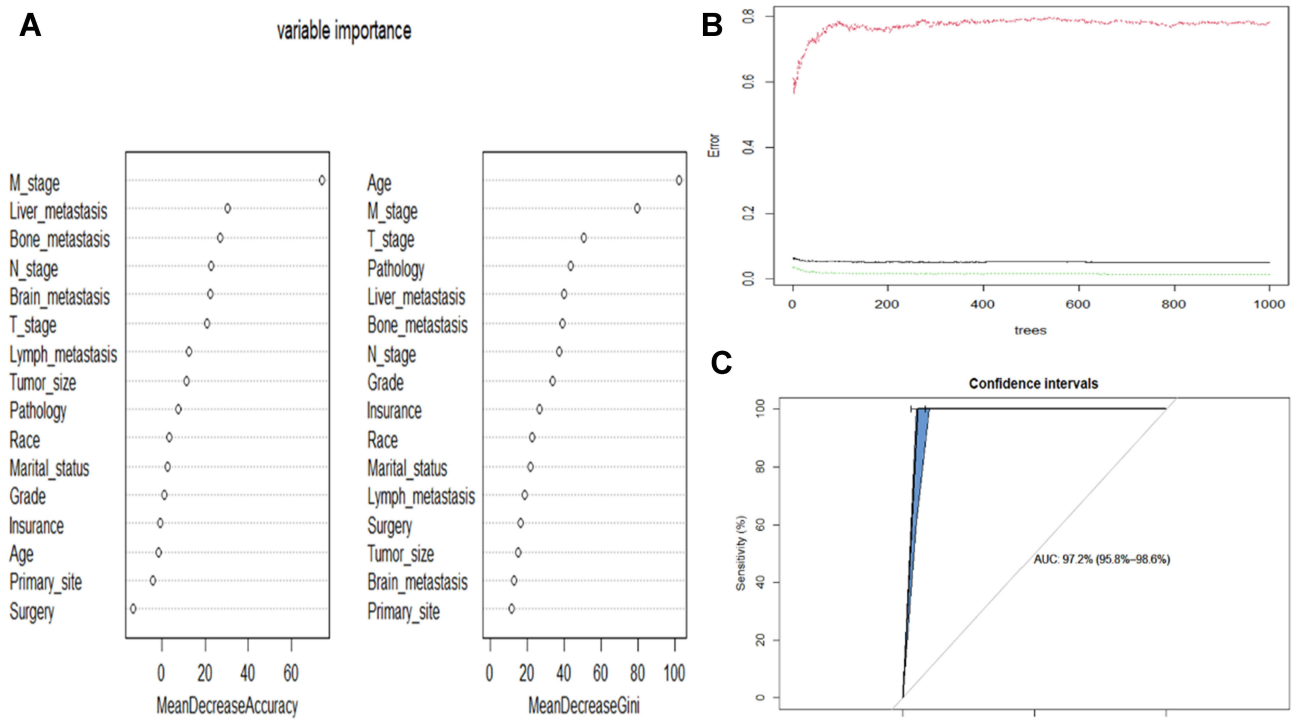 A
variable importance
M_stage
Liver_metastasis
Bone_metastasis
N_stage
Brain_metastasis
T_stage
Lymph_metastasis
Tumor_size
Pathology
Race
Marital_status
Grade
Insurance
Age
Primary_site
Surgery
0 20 40 60
MeanDecreaseAccuracy
Age
M_stage
T_stage
Pathology
Liver_metastasis
Bone_metastasis
N_stage
Grade
Insurance
Race
Marital_status
Lymph_metastasis
Surgery
Tumor_size
Brain_metastasis
Primary_site
0 20 40 60 80 100
MeanDecreaseGini
B
Error
0.8
0.6
0.4
0.2
0.0
0 200 400 600 800 1000
trees
C
Confidence intervals
Sensitivity (%)
100
80
60
40
20
0
AUC: 97.2% (95.8%–98.6%)